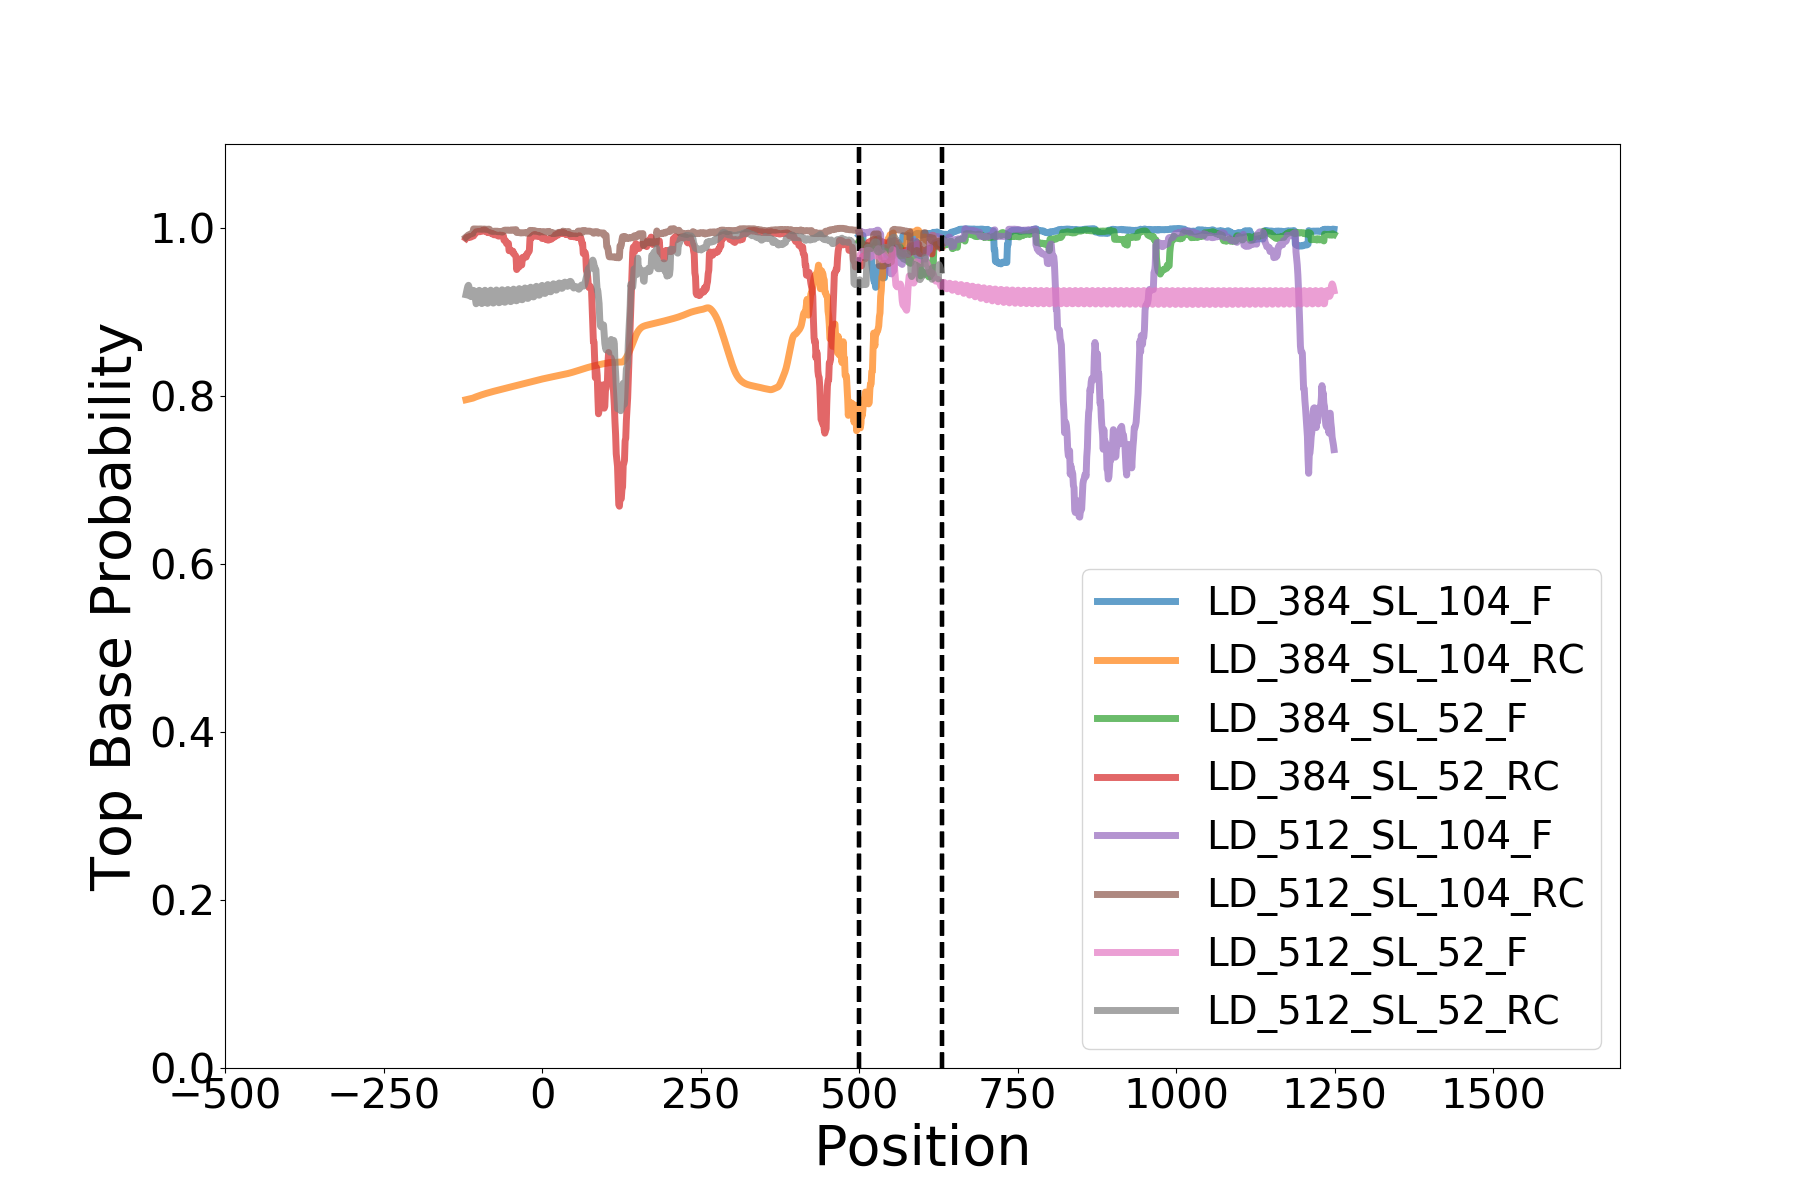 Top Base Probability
1.0
0.8
0.6
0.4
0.2
0.0
−500 −250 0 250 500 750 1000 1250 1500
Position
LD_384_SL_104_F
LD_384_SL_104_RC
LD_384_SL_52_F
LD_384_SL_52_RC
LD_512_SL_104_F
LD_512_SL_104_RC
LD_512_SL_52_F
LD_512_SL_52_RC